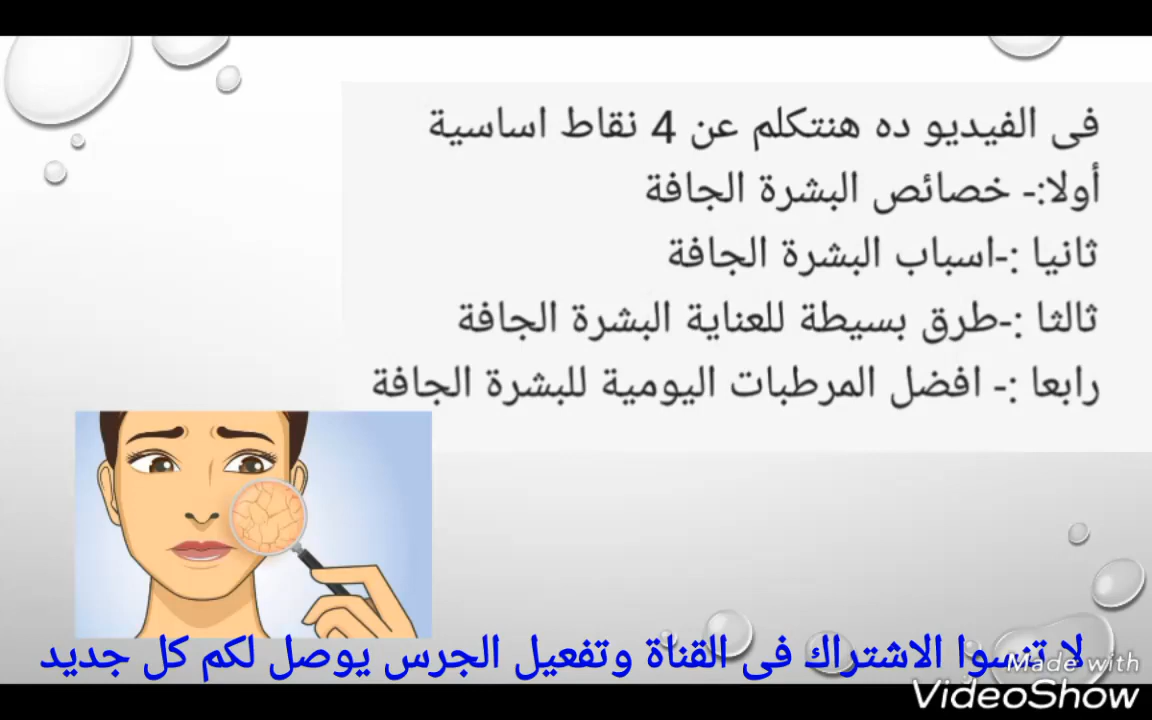 فى الفيديو ده هنتكلم عن 4 نقاط اساسية
أولا:- خصائص البشرة الجافة
ثانيا :-اسباب البشرة الجافة
ثالثا :-طرق بسيطة للعناية البشرة الجافة
رابعا :- افضل المرطبات اليومية للبشرة الجافة
لا تنسوا الاشتراك فى القناة وتفعيل الجرس يوصل لكم كل جديد
Made with
VideoShow